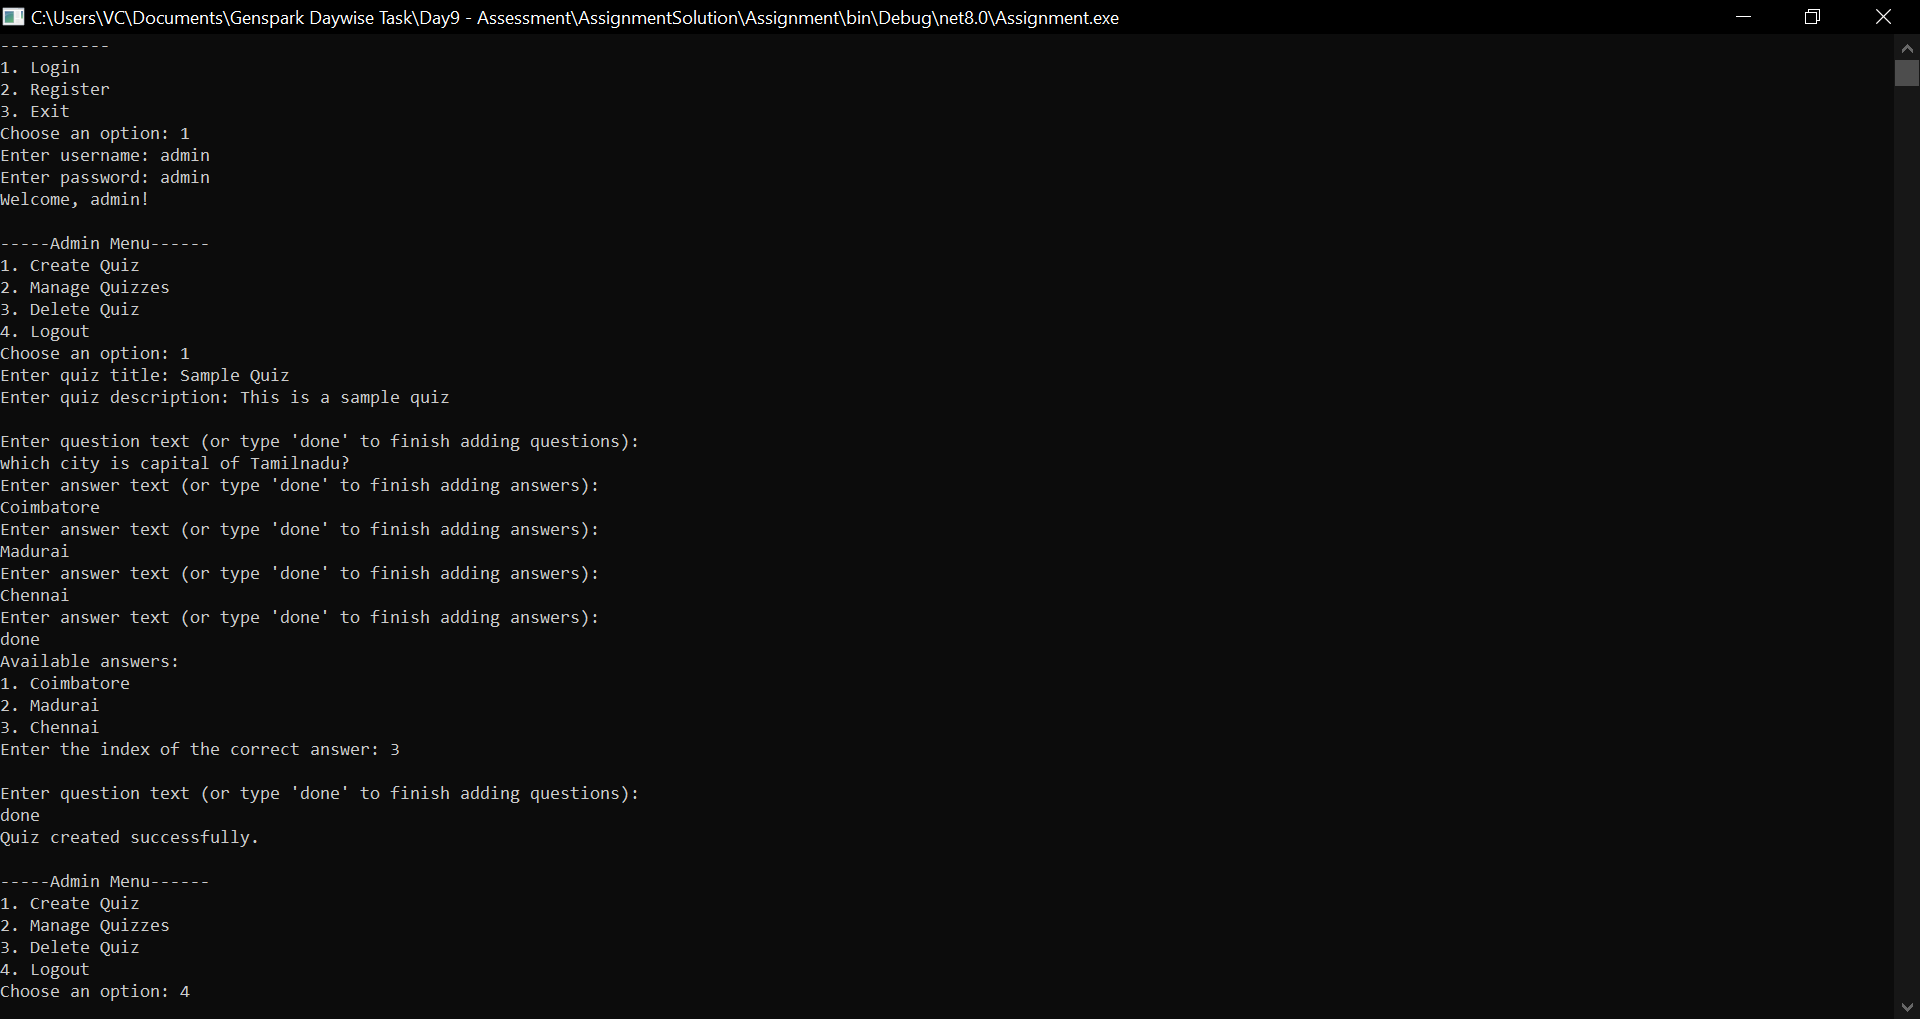 C:\Users\VC\Documents\Genspark Daywise Task\Day9 - Assessment\AssignmentSolution\Assignment\bin\Debug\net8.0\Assignment.exe
-----------
1. Login
2. Register
3. Exit
Choose an option: 1
Enter username: admin
Enter password: admin
Welcome, admin!
-----Admin Menu------
1. Create Quiz
2. Manage Quizzes
3. Delete Quiz
4. Logout
Choose an option: 1
Enter quiz title: Sample Quiz
Enter quiz description: This is a sample quiz
Enter question text (or type 'done' to finish adding questions):
which city is capital of Tamilnadu?
Enter answer text (or type 'done' to finish adding answers):
Coimbatore
Enter answer text (or type 'done' to finish adding answers):
Madurai
Enter answer text (or type 'done' to finish adding answers):
Chennai
Enter answer text (or type 'done' to finish adding answers):
done
Available answers:
1. Coimbatore
2. Madurai
3. Chennai
Enter the index of the correct answer: 3
Enter question text (or type 'done' to finish adding questions):
done
Quiz created successfully.
-----Admin Menu------
1. Create Quiz
2. Manage Quizzes
3. Delete Quiz
4. Logout
Choose an option: 4